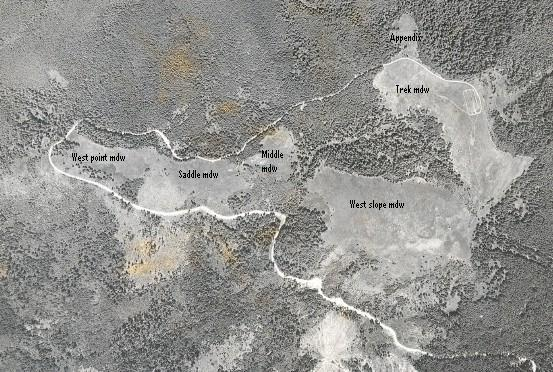 Appendix
Trek mdw
West point mdw
Middle
mdw
Saddle mdw
West slope mdw